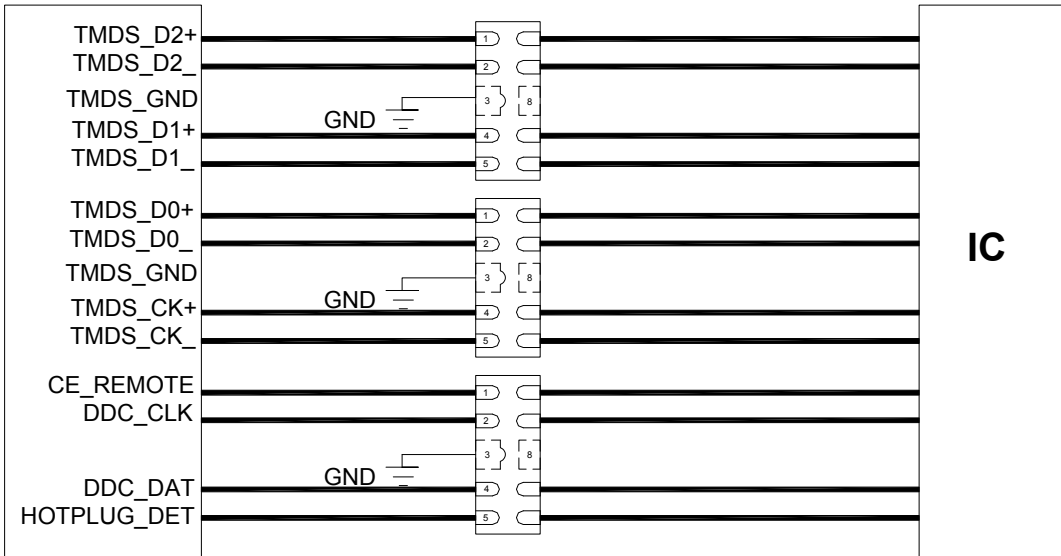 TMDS_D2+ 1
TMDS_D2_ 2
TMDS_GND GND 3 8
TMDS_D1+ 4
TMDS_D1_ 5
TMDS_D0+ 1
TMDS_D0_ 2
TMDS_GND GND 3 8
TMDS_CK+ 4
TMDS_CK_ 5
CE_REMOTE 1
DDC_CLK 2
GND 3 8
DDC_DAT 4
HOTPLUG_DET 5
IC